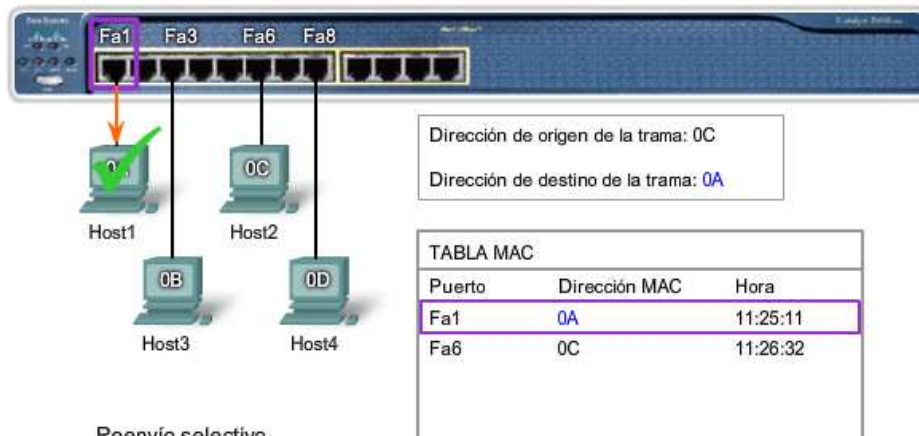 Fa1 Fa3 Fa6 Fa8
Dirección de origen de la trama: 0C
Dirección de destino de la trama: 0A
0C
Host1 Host2
0B 0D
Host3 Host4
TABLA MAC
Puerto Dirección MAC Hora
Fa1 0A 11:25:11
Fa6 0C 11:26:32
Reenvío selectivo